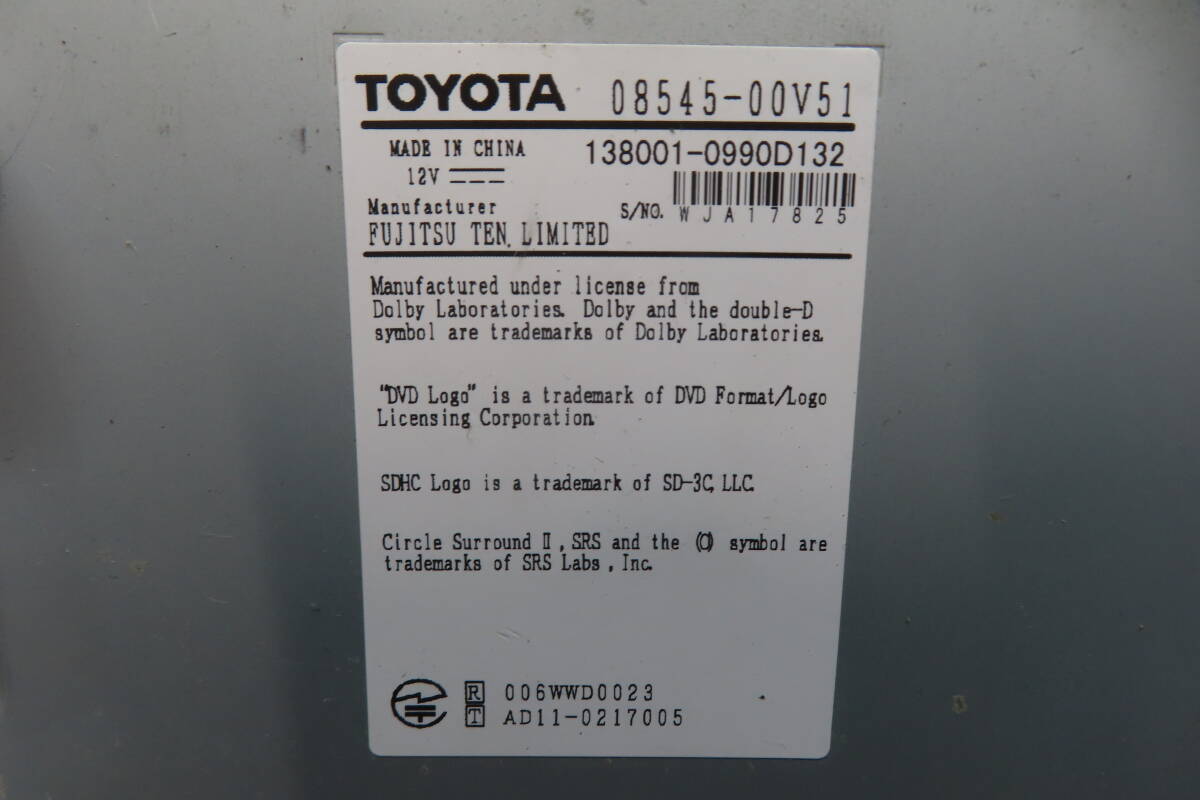 TOYOTA 08545-00V51
MADE IN CHINA 138001-0990D132
12V
Manufacturer S/NO. WJA17825
FUJITSU TEN LIMITED
Manufactured under license from
Dolby Laboratories. Dolby and the double-D
symbol are trademarks of Dolby Laboratories.
"DVD Logo" is a trademark of DVD Format/Logo
Licensing Corporation.
SDHC Logo is a trademark of SD-3C, LLC.
Circle Surround II, SRS and the (O) symbol are
trademarks of SRS Labs, Inc.
R 006WWD0023
T AD11-0217005